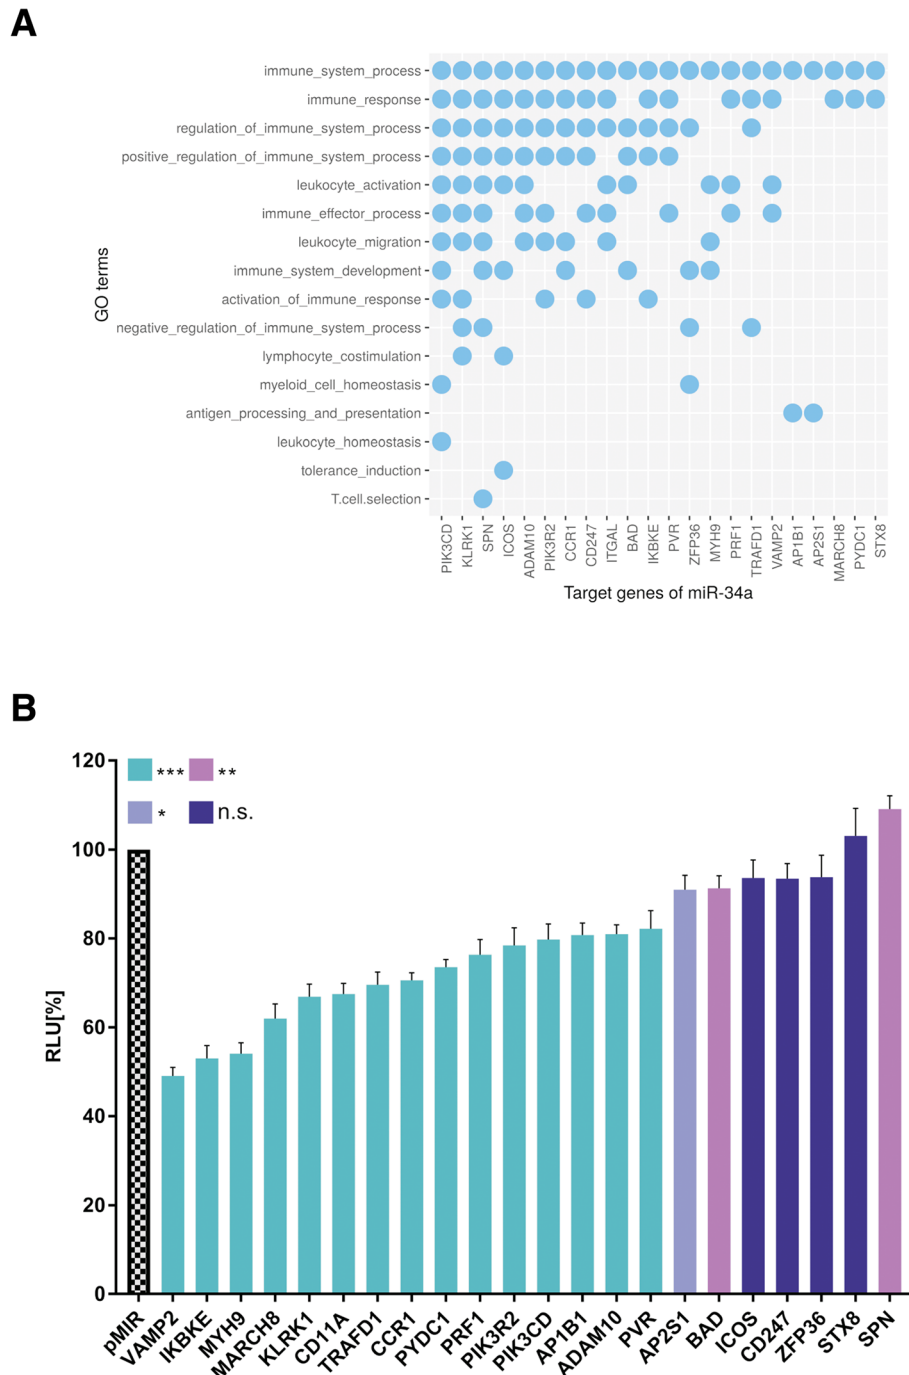 A
GO terms
immune_system_process
immune_response
regulation_of_immune_system_process
positive_regulation_of_immune_system_process
leukocyte_activation
immune_effector_process
leukocyte_migration
immune_system_development
activation_of_immune_response
negative_regulation_of_immune_system_process
lymphocyte_costimulation
myeloid_cell_homeostasis
antigen_processing_and_presentation
leukocyte_homeostasis
tolerance_induction
T.cell.selection
PIK3CD
KLRK1
SPN
ICOS
ADAM10
PIK3R2
CCR1
CD247
ITGAL
BAD
IKBKE
PVR
ZFP36
MYH9
PRF1
TRAFD1
VAMP2
AP1B1
AP2S1
MARCH8
PYDC1
STX8
Target genes of miR-34a
B
RLU[%]
120
100
80
60
40
20
0
*** **
* n.s.
pMIR
VAMP2
IKBKE
MYH9
MARCH8
KLRK1
CD11A
TRAFD1
CCR1
PYDC1
PRF1
PIK3R2
PIK3CD
AP1B1
ADAM10
PVR
AP2S1
BAD
ICOS
CD247
ZFP36
STX8
SPN